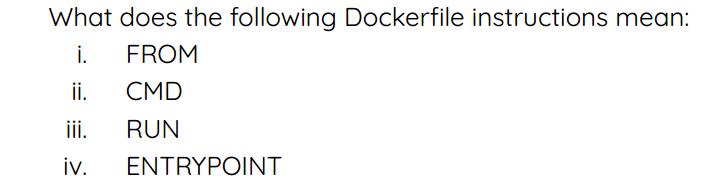 What does the following Dockerfile instructions mean:
i. FROM
ii. CMD
iii. RUN
iv. ENTRYPOINT